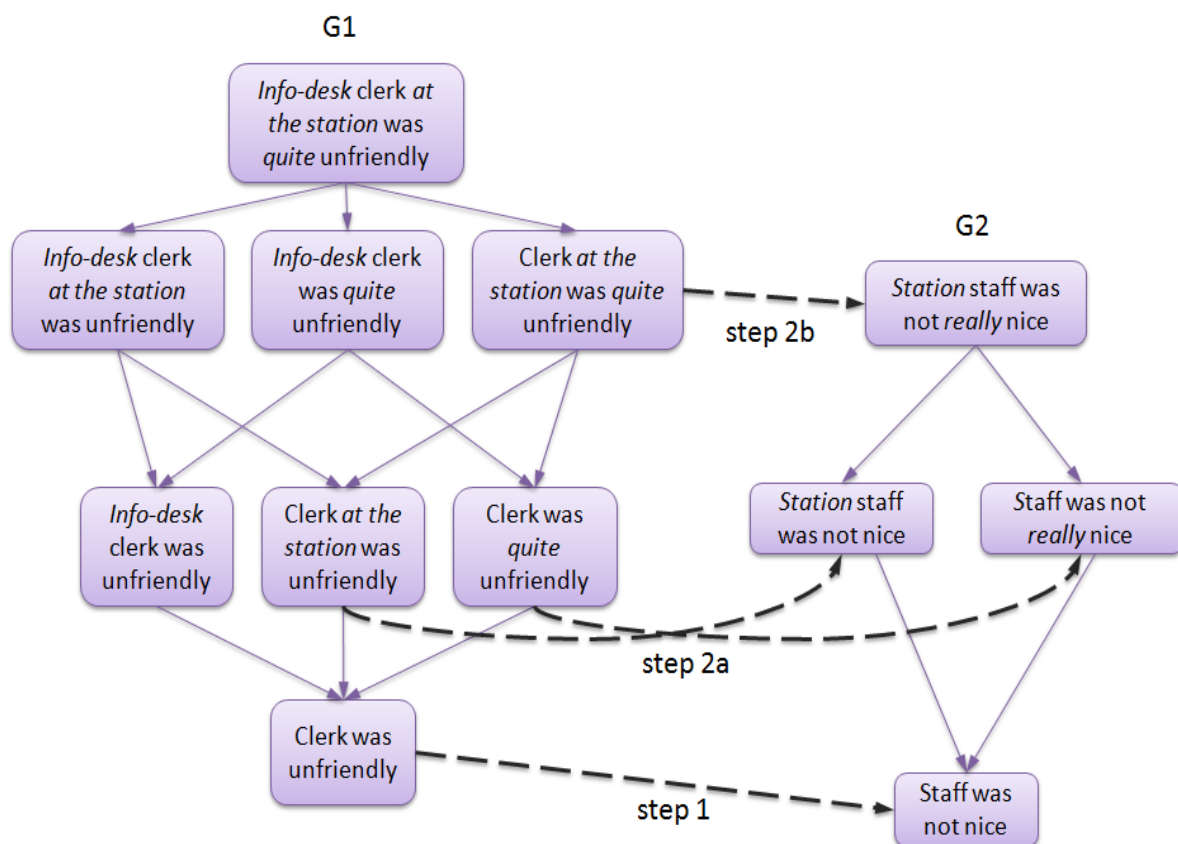 G1
Info-desk clerk at
the station was
quite unfriendly
Info-desk clerk
at the station
was unfriendly
Info-desk clerk
was quite
unfriendly
Clerk at the
station was quite
unfriendly
step 2b
G2
Station staff was
not really nice
Info-desk
clerk was
unfriendly
Clerk at the
station was
unfriendly
Clerk was
quite
unfriendly
Station staff
was not nice
Staff was not
really nice
step 2a
Clerk was
unfriendly
step 1
Staff was
not nice